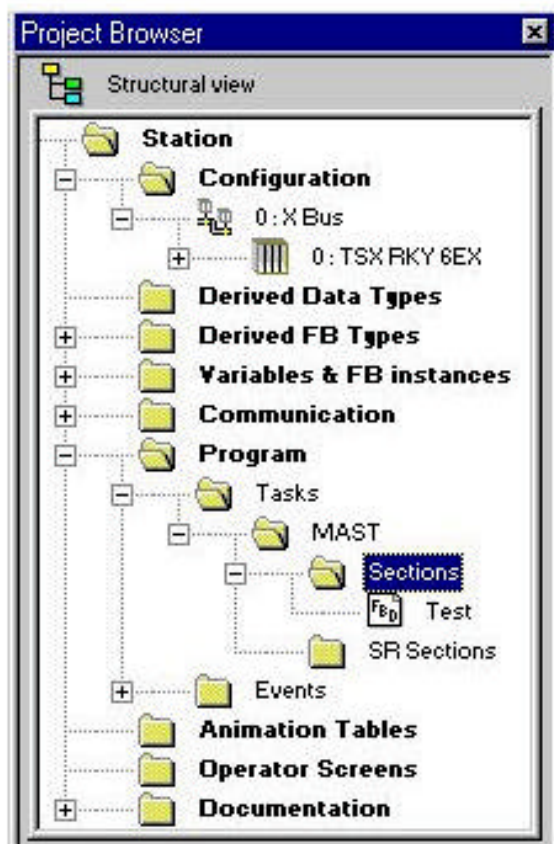 Project Browser
Structural view
Station
Configuration
0 : X Bus
0 : TSX RKY 6EX
Derived Data Types
Derived FB Types
Variables & FB instances
Communication
Program
Tasks
MAST
Sections
FBD Test
SR Sections
Events
Animation Tables
Operator Screens
Documentation